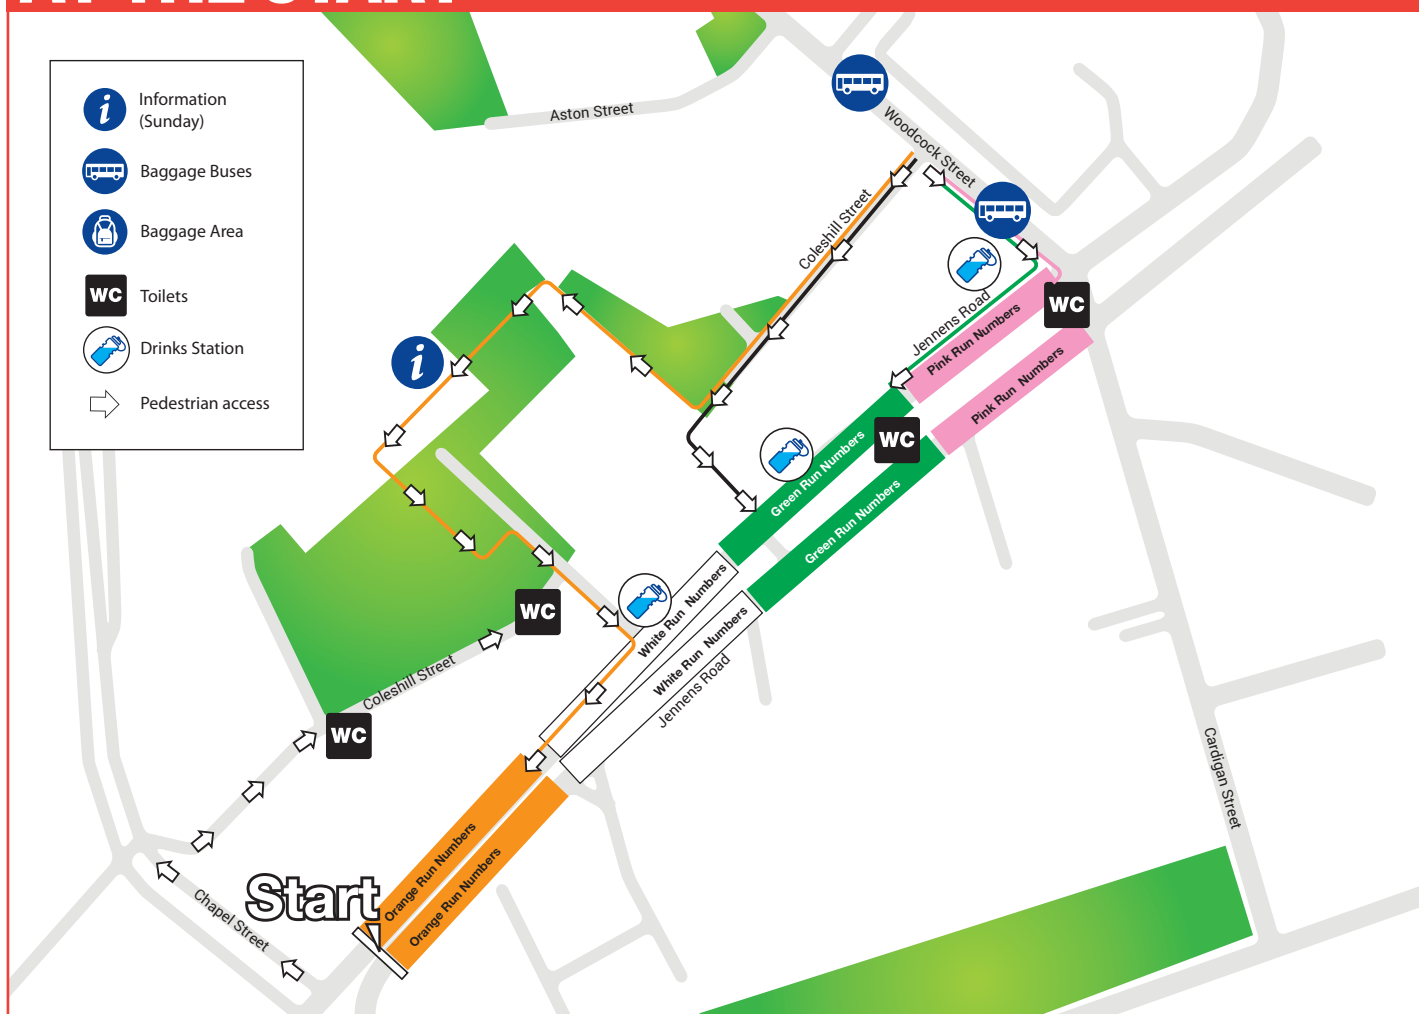 AT THE START
Information
(Sunday)
Baggage Buses
Baggage Area
WC
Toilets
Drinks Station
Pedestrian access
Aston Street
Woodcock Street
Coleshill Street
Jennens Road
WC
Pink Run Numbers
Pink Run Numbers
WC
Green Run Numbers
Green Run Numbers
White Run Numbers
White Run Numbers
Jennens Road
WC
Coleshill Street
WC
Cardigan Street
Orange Run Numbers
Orange Run Numbers
Start
Chapel Street